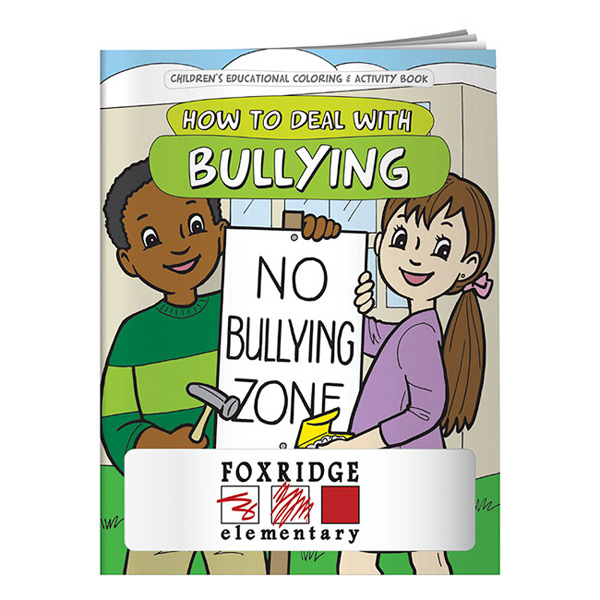 CHILDREN'S EDUCATIONAL COLORING & ACTIVITY BOOK
HOW TO DEAL WITH
BULLYING
NO
BULLYING
ZONE
FOXRIDGE
elementary